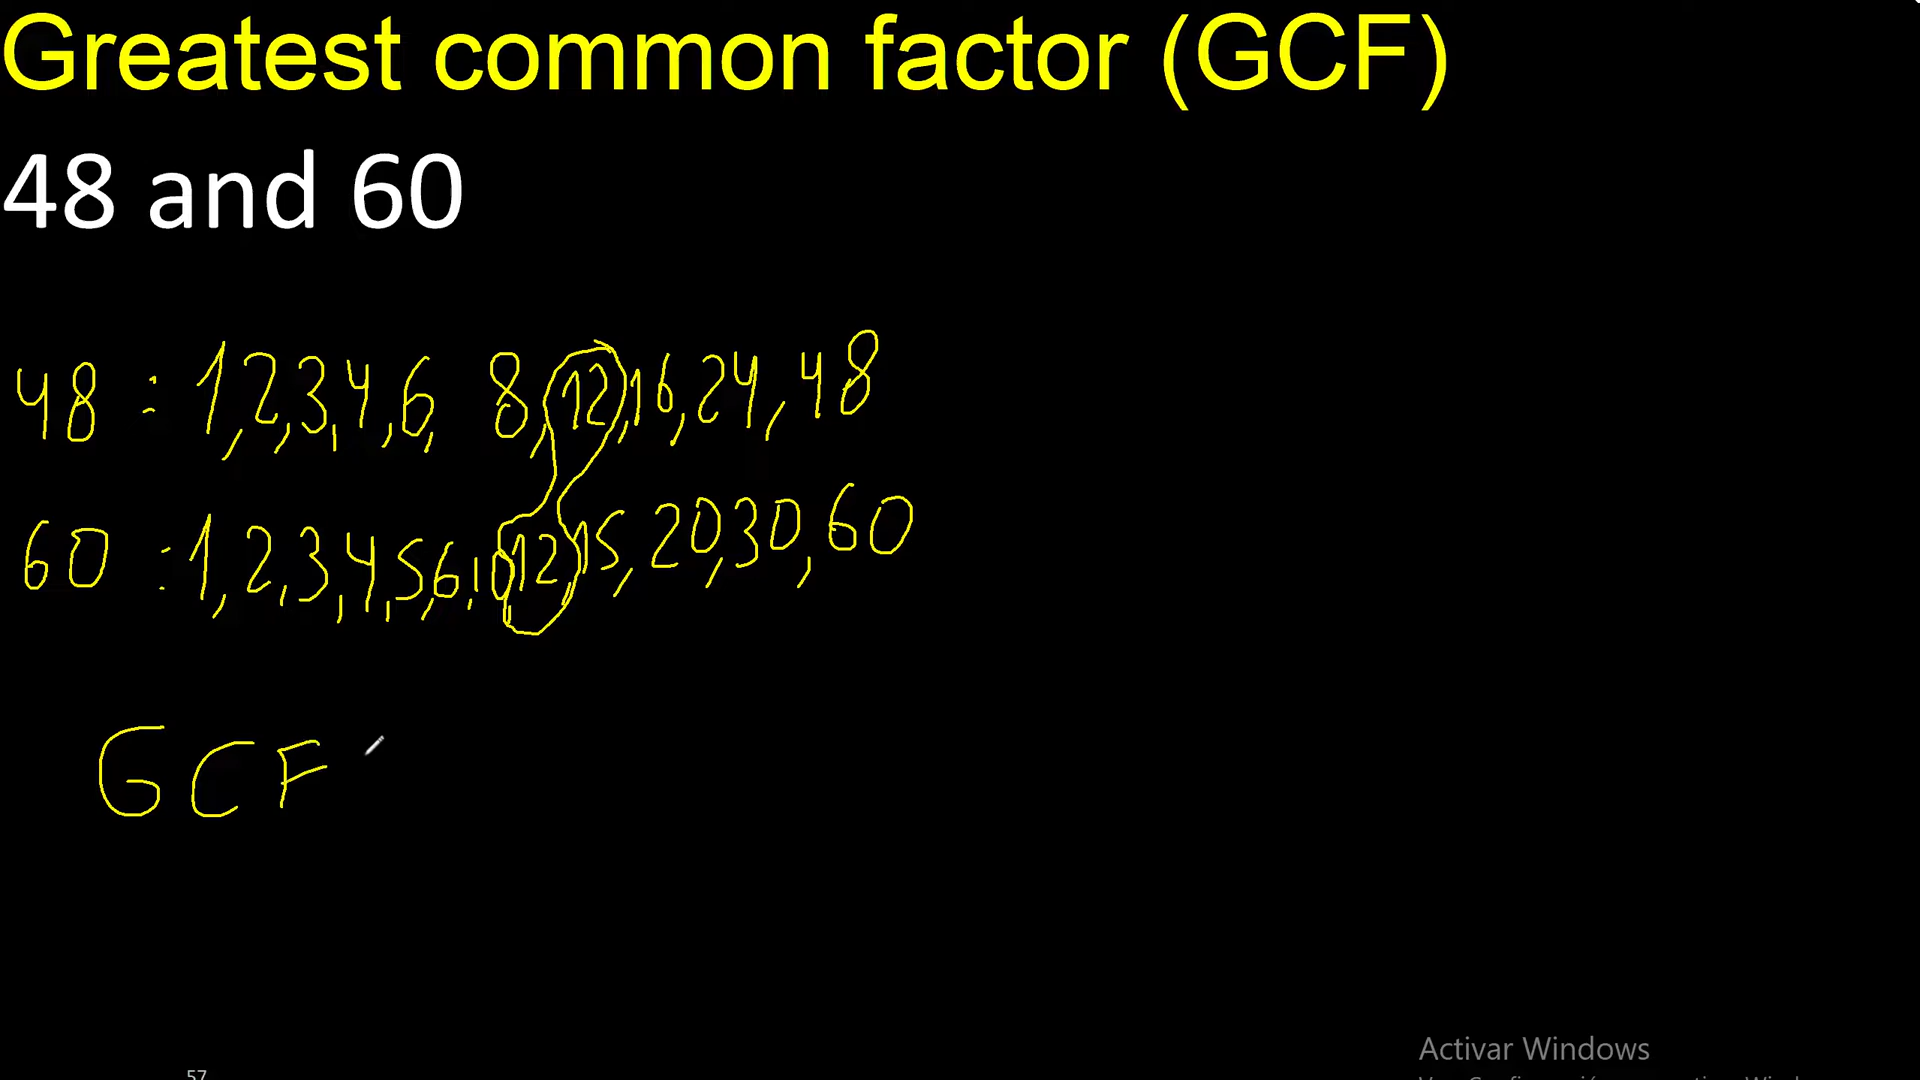 Greatest common factor (GCF)
48 and 60
48 : 1,2,3,4,6, 8,12,16,24,48
60 : 1,2,3,4,5,6,10,12,15,20,30,60
GCF
Activar Windows
57